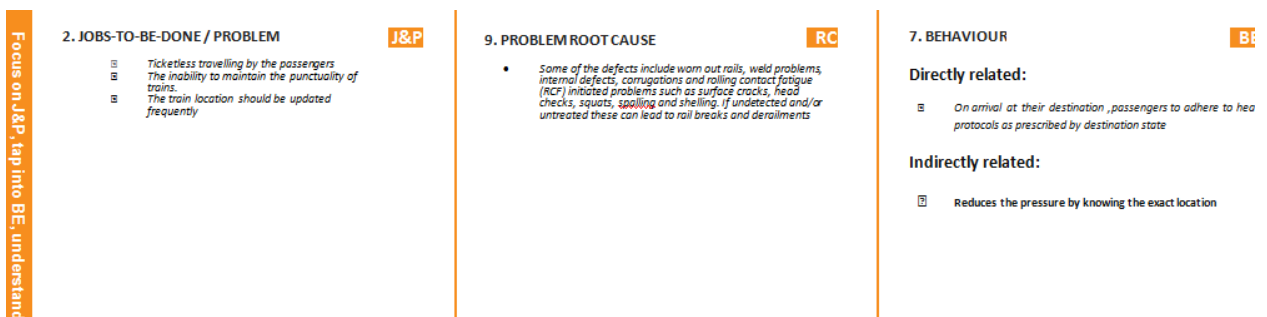 Focus on J&P, tap into BE, understand
2. JOBS-TO-BE-DONE / PROBLEM
J&P
Ticketless travelling by the passengers
The inability to maintain the punctuality of
trains.
The train location should be updated
frequently
9. PROBLEM ROOT CAUSE
RC
Some of the defects include worn out rails, weld problems,
internal defects, corrugations and rolling contact fatigue
(RCF) initiated problems such as surface cracks, head
checks, squats, spalling and shelling. If undetected and/or
untreated these can lead to rail breaks and derailments
7. BEHAVIOUR
BE
Directly related:
On arrival at their destination ,passengers to adhere to hea
protocols as prescribed by destination state
Indirectly related:
Reduces the pressure by knowing the exact location